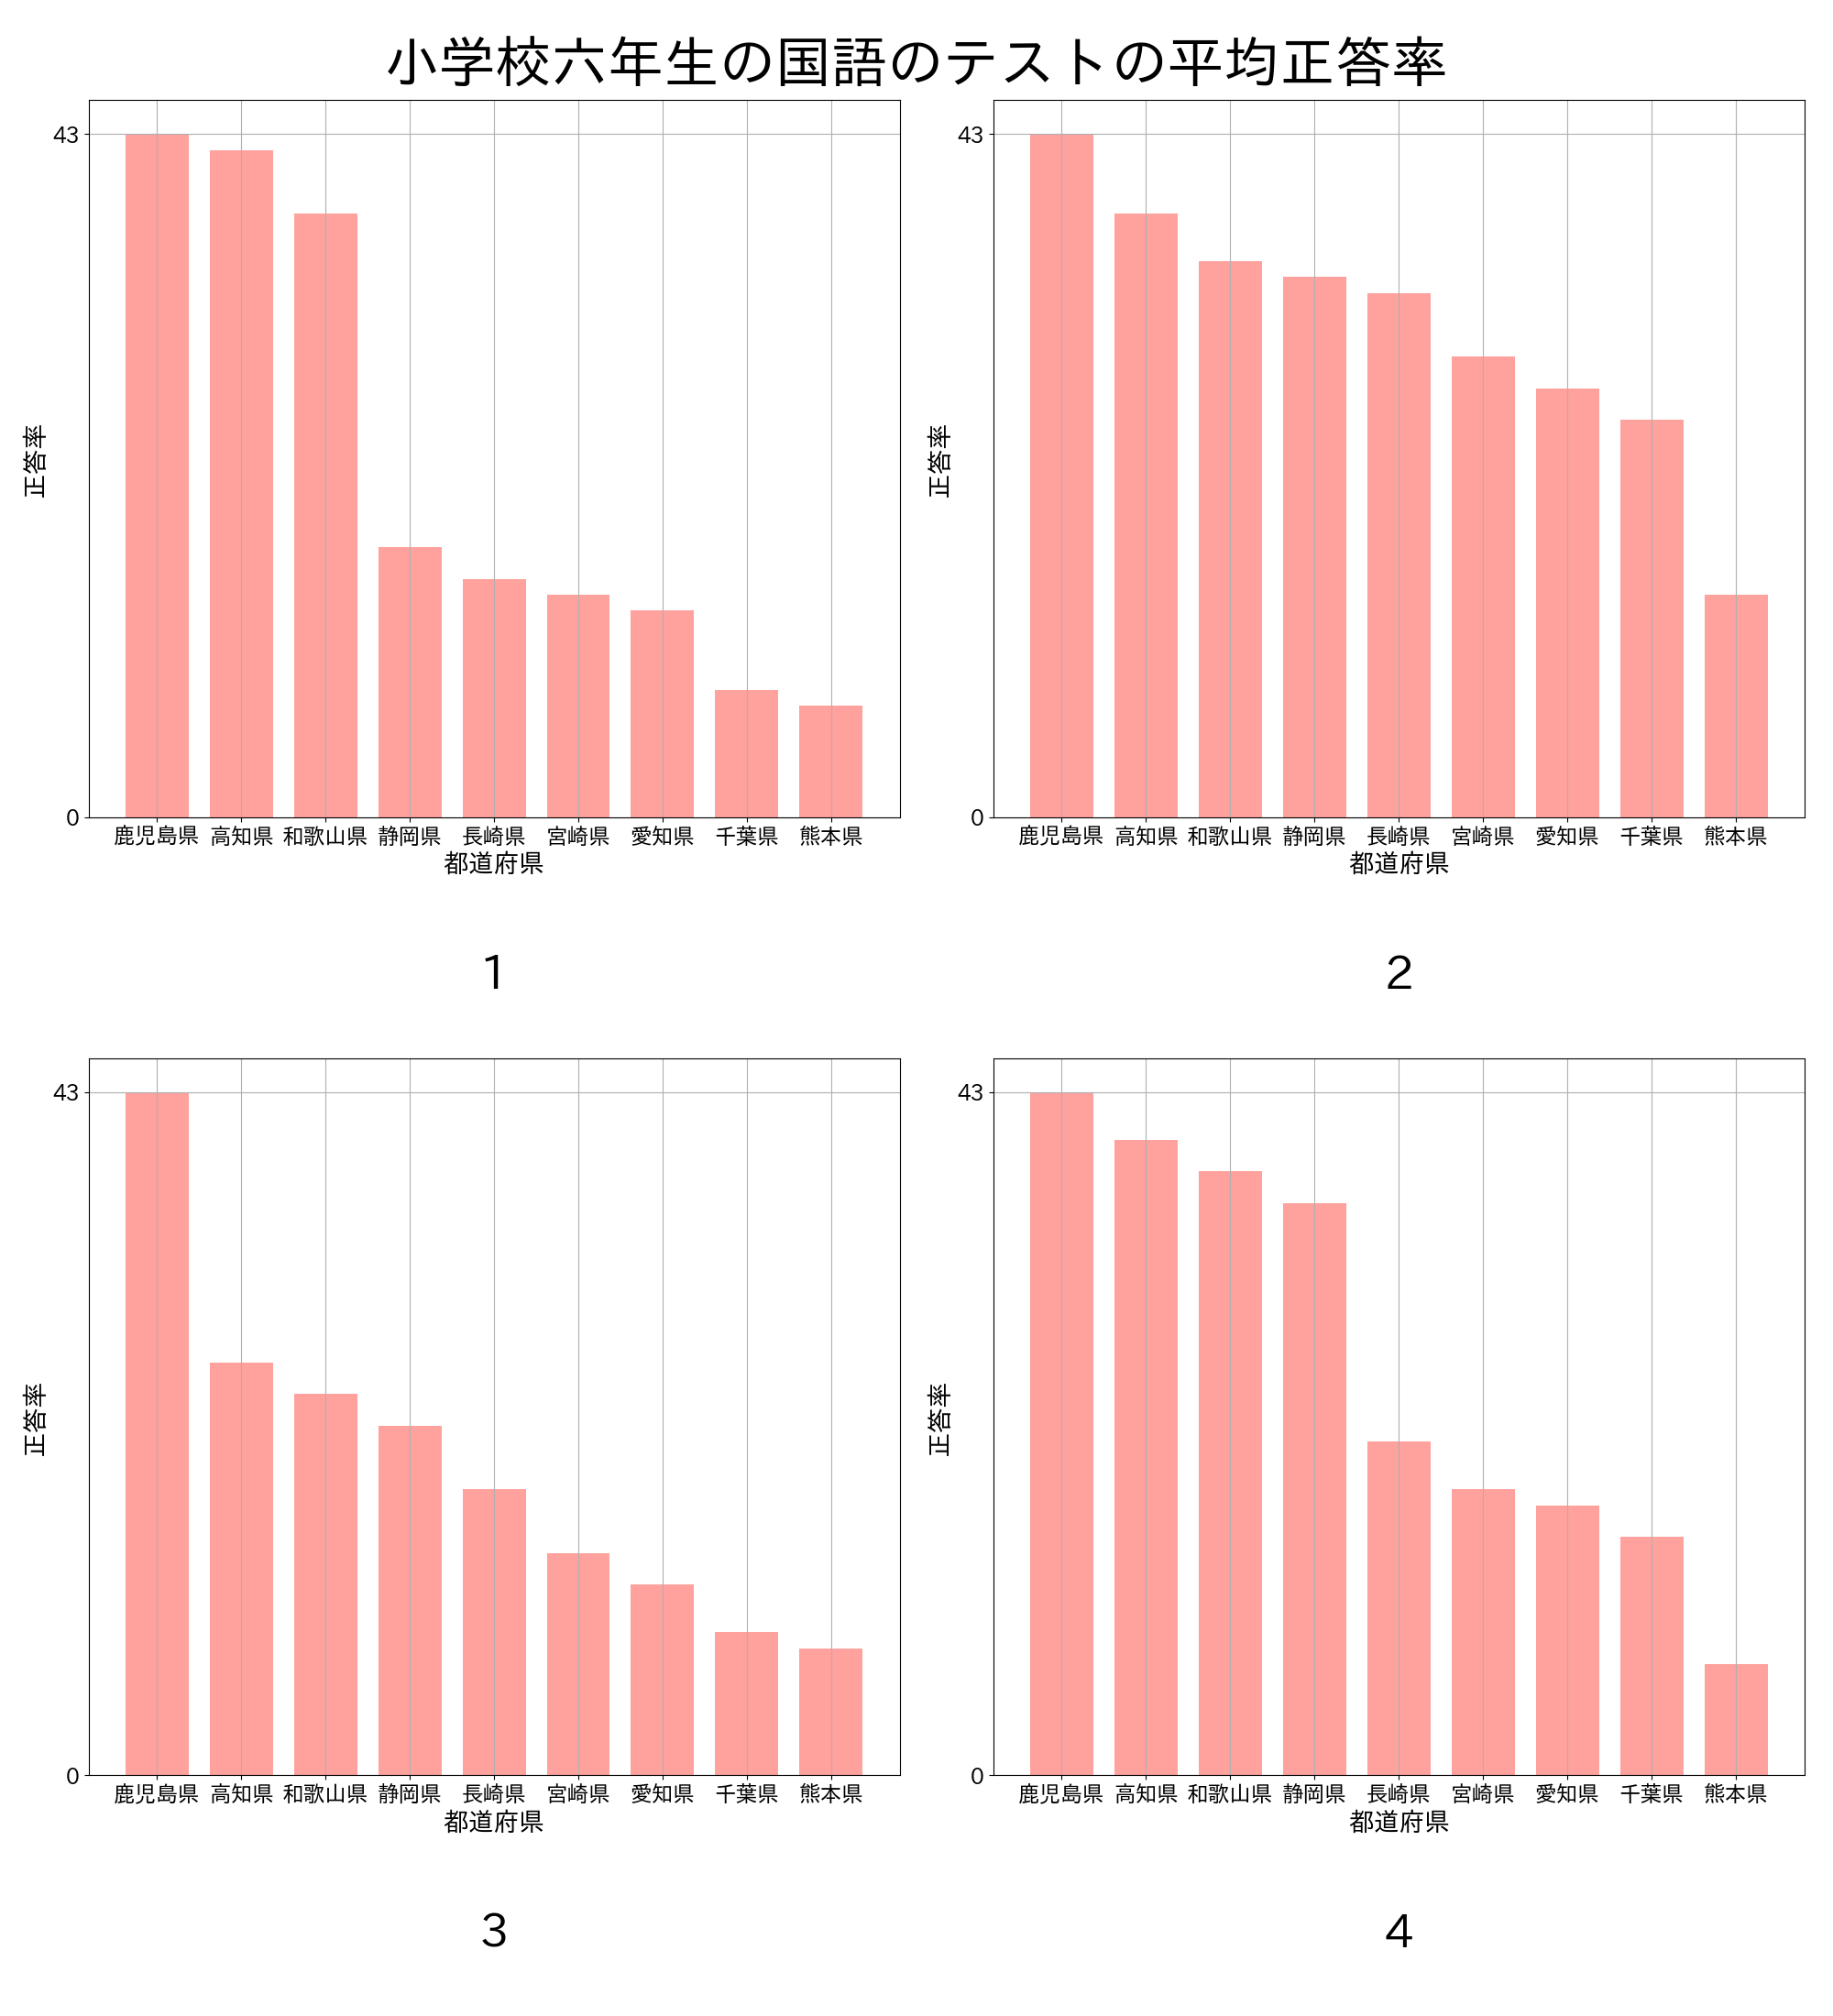 小学校六年生の国語のテストの平均正答率
43
正答率
0
鹿児島県 高知県 和歌山県 静岡県 長崎県 宮崎県 愛知県 千葉県 熊本県
都道府県
1
43
正答率
0
鹿児島県 高知県 和歌山県 静岡県 長崎県 宮崎県 愛知県 千葉県 熊本県
都道府県
2
43
正答率
0
鹿児島県 高知県 和歌山県 静岡県 長崎県 宮崎県 愛知県 千葉県 熊本県
都道府県
3
43
正答率
0
鹿児島県 高知県 和歌山県 静岡県 長崎県 宮崎県 愛知県 千葉県 熊本県
都道府県
4